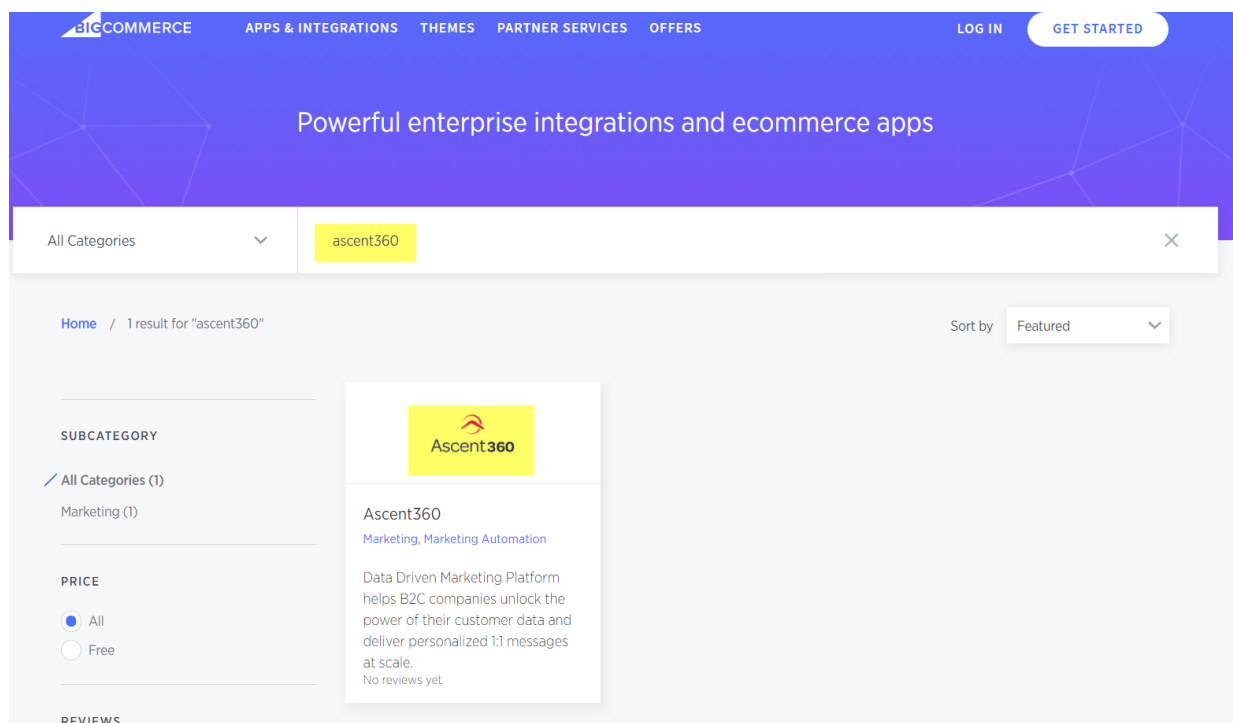 BIGCOMMERCE APPS & INTEGRATIONS THEMES PARTNER SERVICES OFFERS LOG IN GET STARTED
Powerful enterprise integrations and ecommerce apps
All Categories ascent360
Home / 1 result for "ascent360" Sort by Featured
SUBCATEGORY
All Categories (1)
Marketing (1)
PRICE
All
Free
REVIEWS
Ascent360
Ascent360
Marketing, Marketing Automation
Data Driven Marketing Platform
helps B2C companies unlock the
power of their customer data and
deliver personalized 1:1 messages
at scale.
No reviews yet